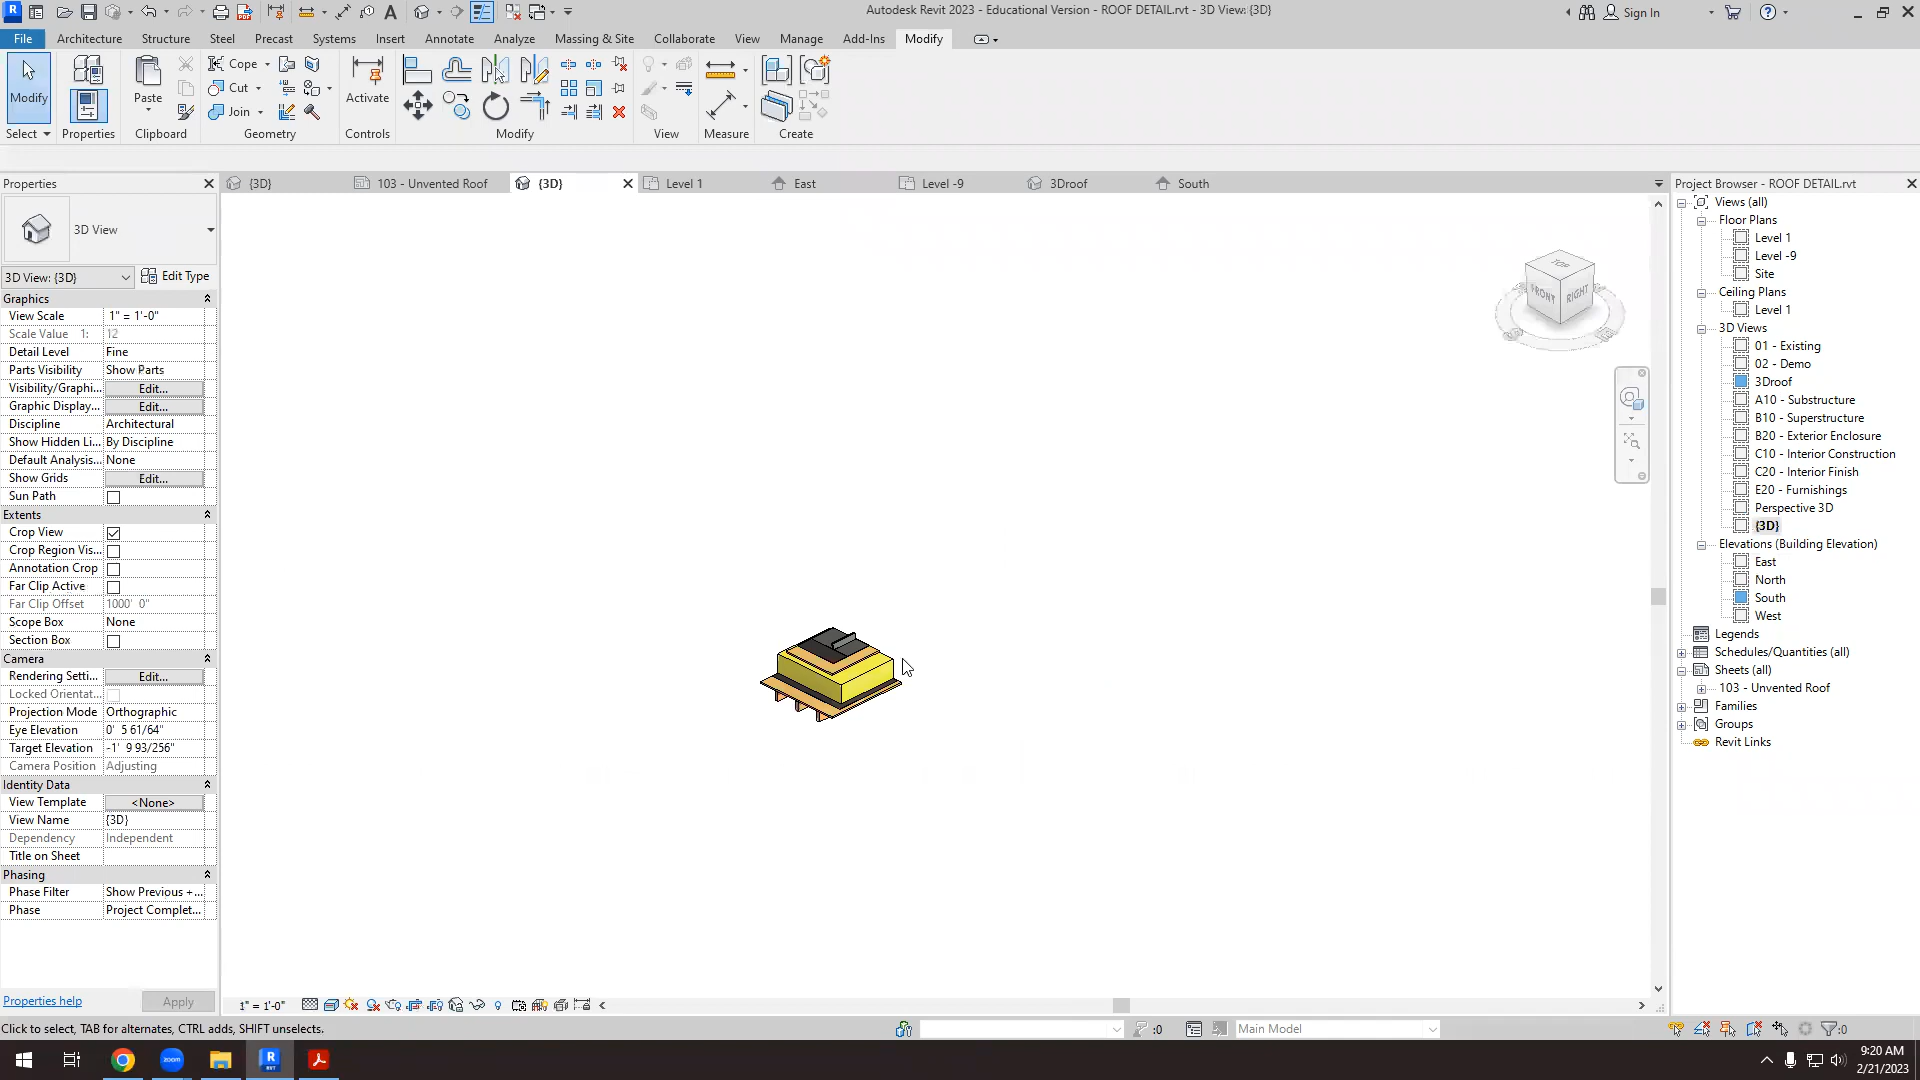 Autodesk Revit 2023 - Educational Version - ROOF DETAIL.rvt - 3D View: {3D}
Sign In
File Architecture Structure Steel Precast Systems Insert Annotate Analyze Massing & Site Collaborate View Manage Add-Ins Modify
Modify
Paste
Cope
Cut
Join
Activate
Select Properties Clipboard Geometry Controls Modify View Measure Create
Properties
{3D} 103 - Unvented Roof {3D} Level 1 East Level -9 3Droof South
3D View
3D View: {3D} Edit Type
Graphics
View Scale 1" = 1'-0"
Scale Value 1: 12
Detail Level Fine
Parts Visibility Show Parts
Visibility/Graphi... Edit...
Graphic Display... Edit...
Discipline Architectural
Show Hidden Li... By Discipline
Default Analysis... None
Show Grids Edit...
Sun Path
Extents
Crop View
Crop Region Vis...
Annotation Crop
Far Clip Active
Far Clip Offset 1000' 0"
Scope Box None
Section Box
Camera
Rendering Setti... Edit...
Locked Orientat...
Projection Mode Orthographic
Eye Elevation 0' 5 61/64"
Target Elevation -1' 9 93/256"
Camera Position Adjusting
Identity Data
View Template <None>
View Name {3D}
Dependency Independent
Title on Sheet
Phasing
Phase Filter Show Previous +...
Phase Project Complet...
Properties help Apply
TOP
FRONT RIGHT
Project Browser - ROOF DETAIL.rvt
Views (all)
Floor Plans
Level 1
Level -9
Site
Ceiling Plans
Level 1
3D Views
01 - Existing
02 - Demo
3Droof
A10 - Substructure
B10 - Superstructure
B20 - Exterior Enclosure
C10 - Interior Construction
C20 - Interior Finish
E20 - Furnishings
Perspective 3D
{3D}
Elevations (Building Elevation)
East
North
South
West
Legends
Schedules/Quantities (all)
Sheets (all)
103 - Unvented Roof
Families
Groups
Revit Links
1" = 1'-0"
Click to select, TAB for alternates, CTRL adds, SHIFT unselects.
:0
Main Model
:0
zoom
R
RVT
9:20 AM
2/21/2023